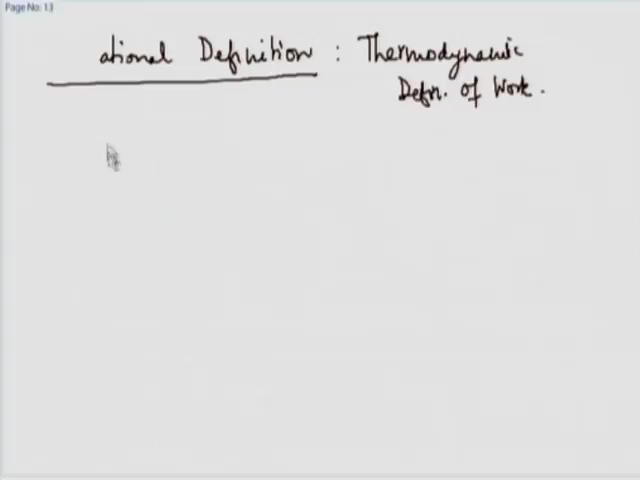 Page No: 13
ational Definition : Thermodynamic
Defn. of Work.